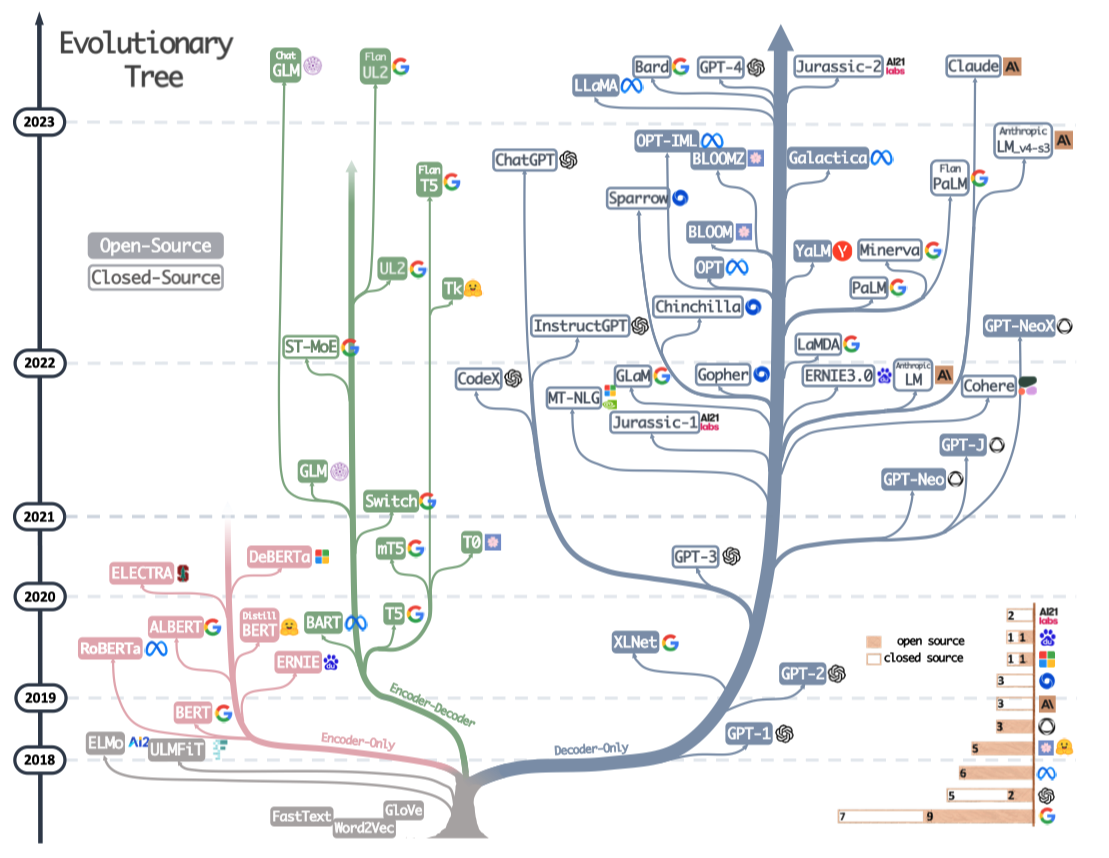 Evolutionary
Tree
Chat
GLM
Flan
UL2
Bard
GPT-4
Jurassic-2
AI21
labs
Claude
A\
LLaMA
2023
OPT-IML
Anthropic
LM_v4-s3
A\
ChatGPT
BLOOMZ
Galactica
Flan
T5
Flan
PaLM
Sparrow
Open-Source
Closed-Source
BLOOM
YaLM
Y
Minerva
UL2
OPT
Tk
PaLM
Chinchilla
InstructGPT
GPT-NeoX
ST-MoE
LaMDA
2022
CodeX
GLaM
Gopher
ERNIE3.0
Anthropic
LM
A\
Cohere
MT-NLG
Jurassic-1
AI21
labs
GPT-J
GLM
GPT-Neo
Switch
2021
DeBERTa
mT5
T0
GPT-3
ELECTRA
S
2020
ALBERT
Distill
BERT
BART
T5
RoBERTa
XLNet
ERNIE
GPT-2
2019
Encoder-Decoder
BERT
ELMo
Ai2
ULMFiT
Encoder-Only
Decoder-Only
GPT-1
2018
FastText
Word2Vec
GloVe
open source
closed source
2
AI21
labs
1 1
1 1
3
3
A\
3
5
6
5 2
7 9